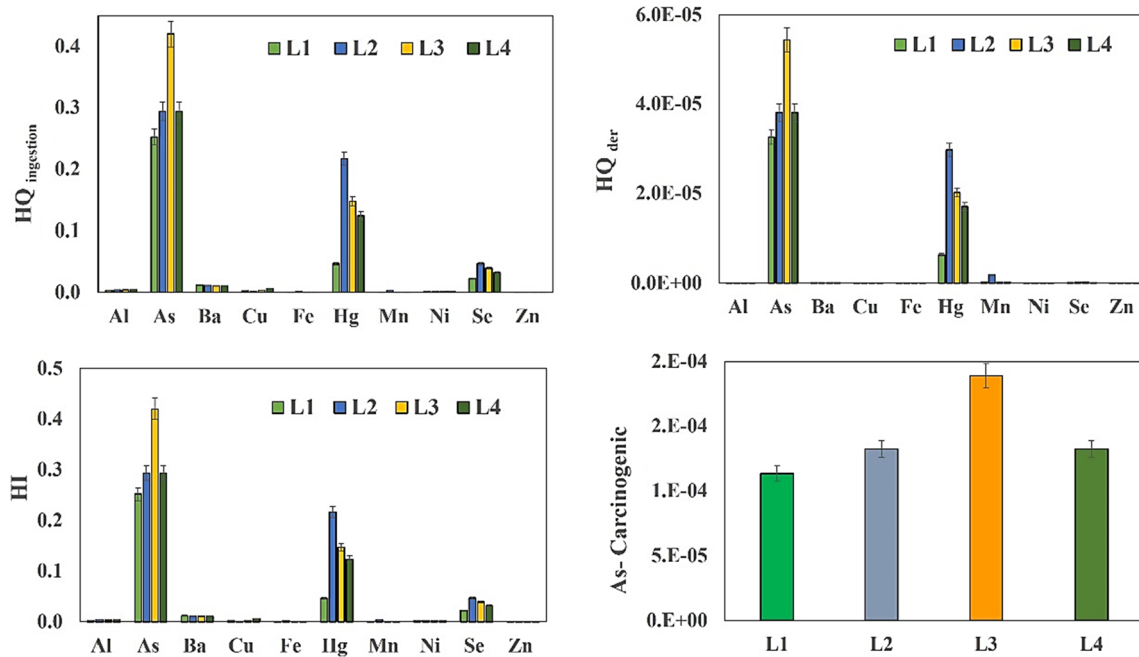 HQ ingestion
0.4
0.3
0.2
0.1
0.0
L1 L2 L3 L4
Al As Ba Cu Fe Hg Mn Ni Se Zn
HQ der
6.0E-05
4.0E-05
2.0E-05
0.0E+00
L1 L2 L3 L4
Al As Ba Cu Fe Hg Mn Ni Se Zn
HI
0.5
0.4
0.3
0.2
0.1
0.0
L1 L2 L3 L4
Al As Ba Cu Fe Hg Mn Ni Se Zn
As- Carcinogenic
2.E-04
2.E-04
1.E-04
5.E-05
0.E+00
L1 L2 L3 L4